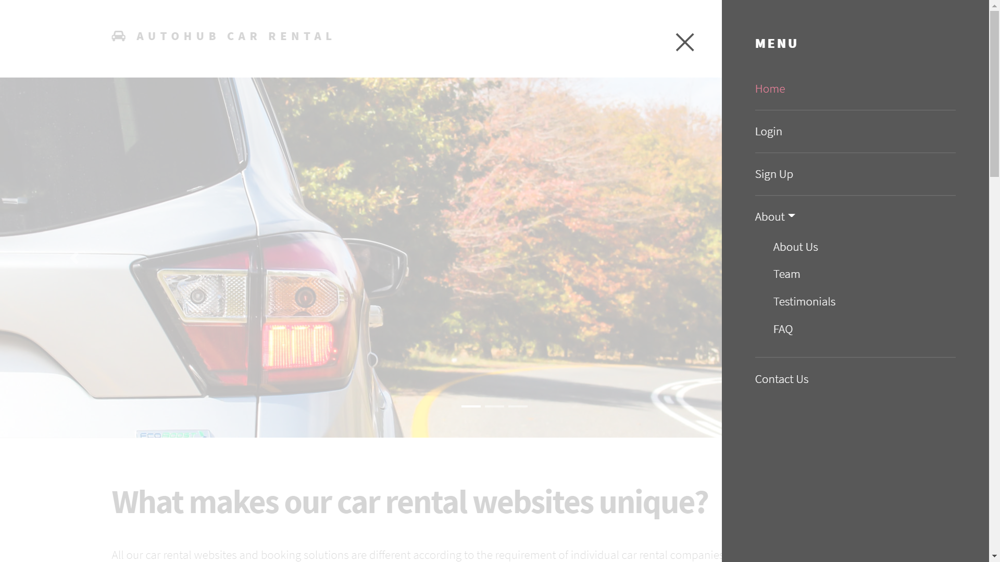 AUTOHUB CAR RENTAL
MENU
Home
Login
Sign Up
About
About Us
Team
Testimonials
FAQ
Contact Us
ECOBOOST
What makes our car rental websites unique?
All our car rental websites and booking solutions are different according to the requirement of individual car rental companies